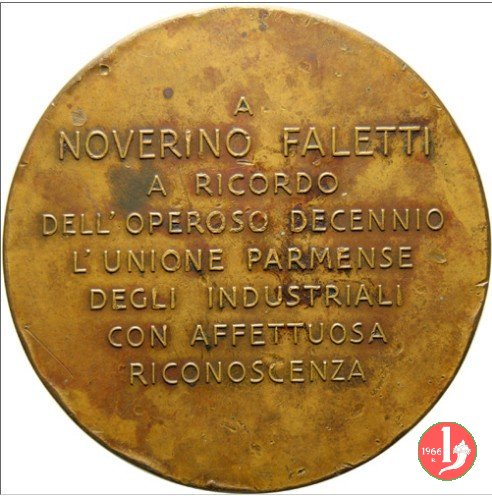 A
NOVERINO FALETTI
A RICORDO
DELL'OPEROSO DECENNIO
L'UNIONE PARMENSE
DEGLI INDUSTRIALI
CON AFFETTUOSA
RICONOSCENZA
1966